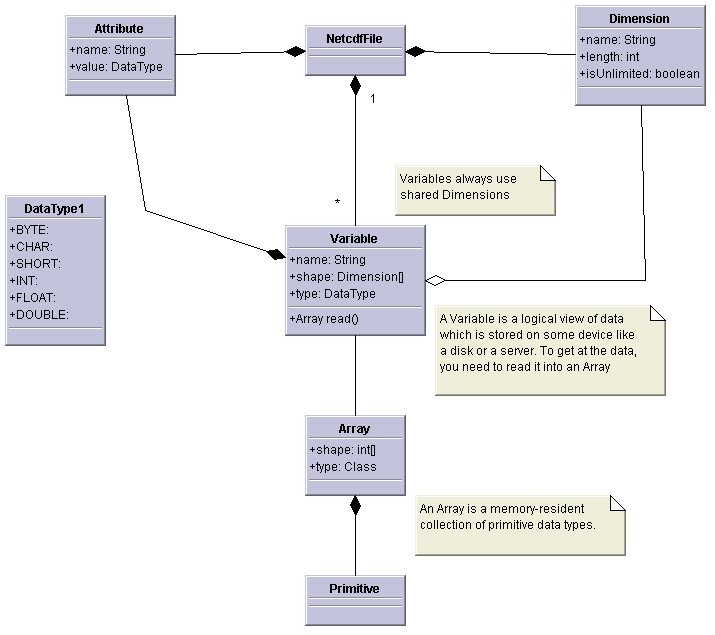 Attribute
+name: String
+value: DataType
NetcdfFile
Dimension
+name: String
+length: int
+isUnlimited: boolean
1
*
Variables always use
shared Dimensions
DataType1
+BYTE:
+CHAR:
+SHORT:
+INT:
+FLOAT:
+DOUBLE:
Variable
+name: String
+shape: Dimension[]
+type: DataType
+Array read()
A Variable is a logical view of data
which is stored on some device like
a disk or a server. To get at the data,
you need to read it into an Array
Array
+shape: int[]
+type: Class
An Array is a memory-resident
collection of primitive data types.
Primitive